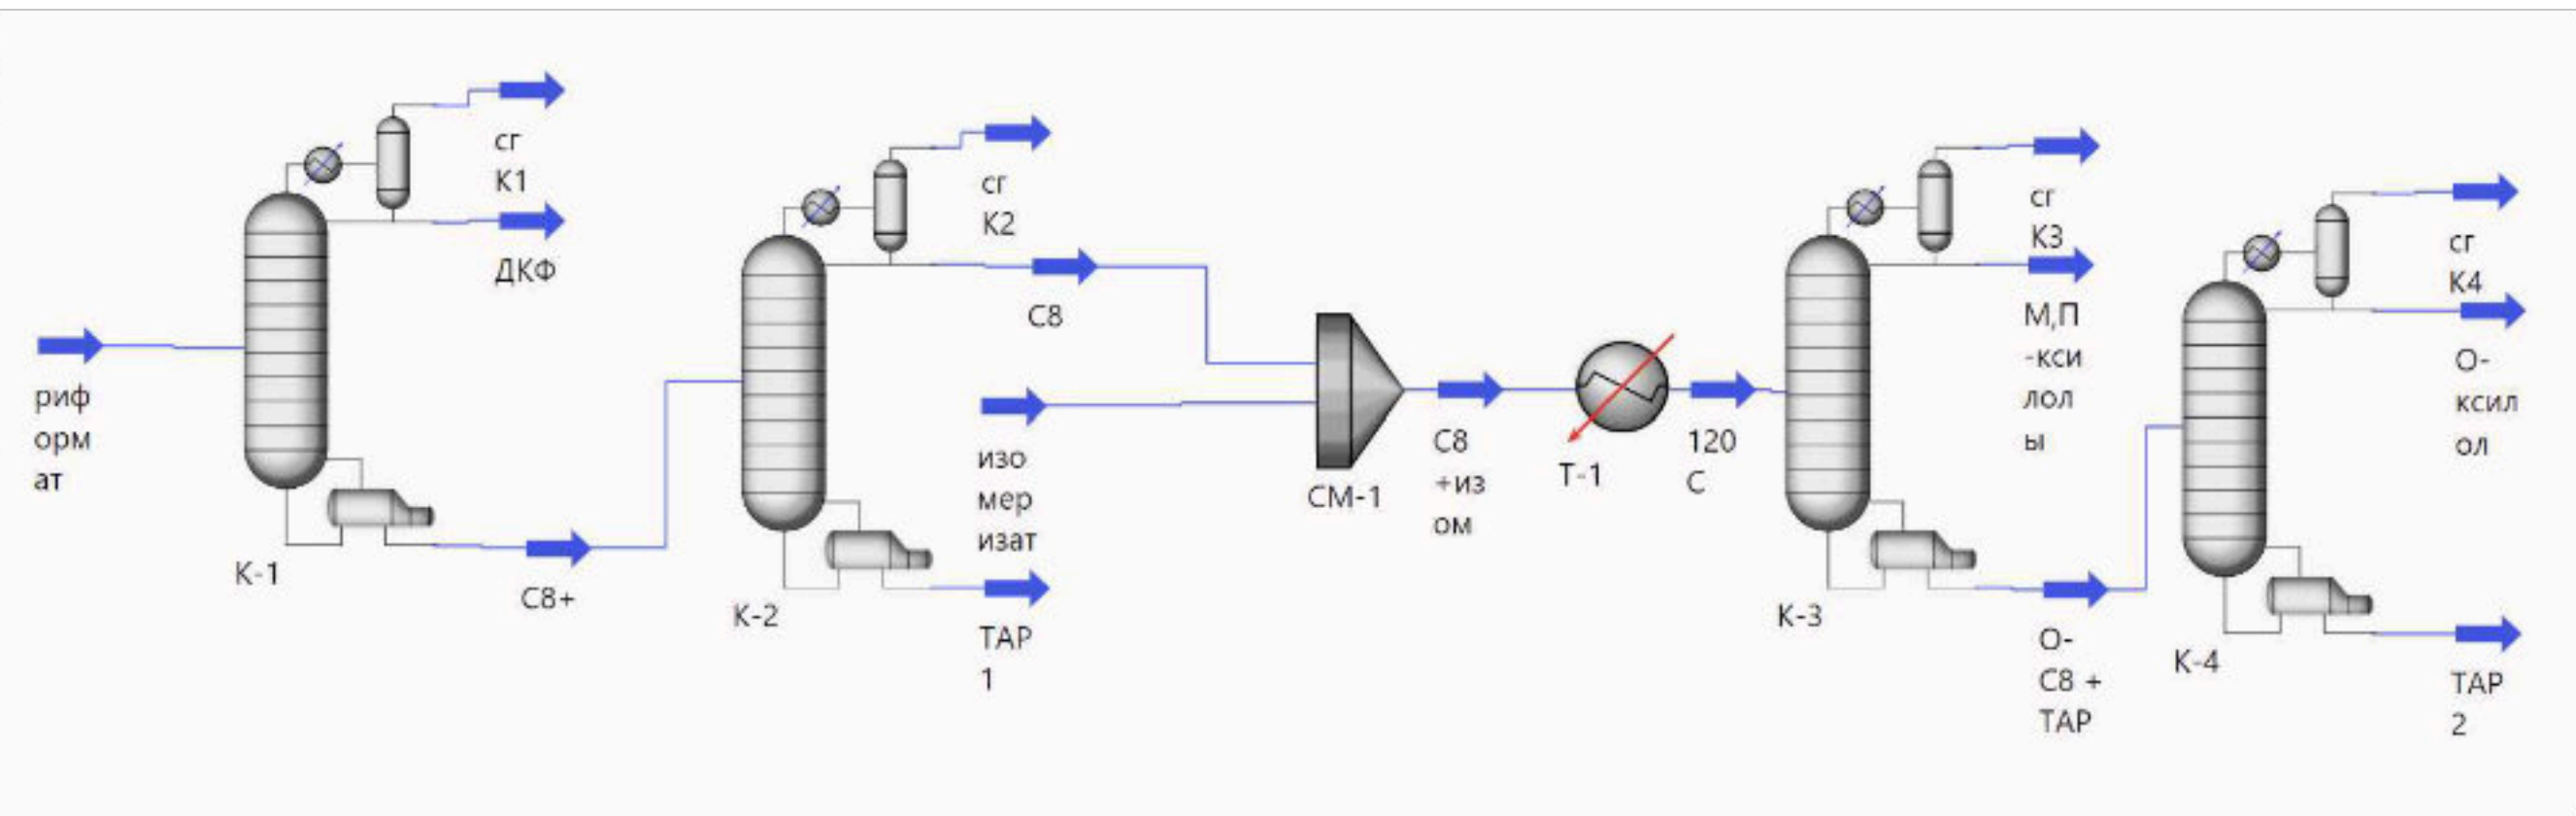 сг
К1
ДКФ
риф
орм
ат
К-1
С8+
сг
К2
С8
изо
мер
изат
К-2
ТАР
1
СМ-1
С8
+из
ом
Т-1
120
С
сг
К3
М,П
-кси
лол
ы
К-3
О-
С8 +
ТАР
сг
К4
О-
ксил
ол
К-4
ТАР
2